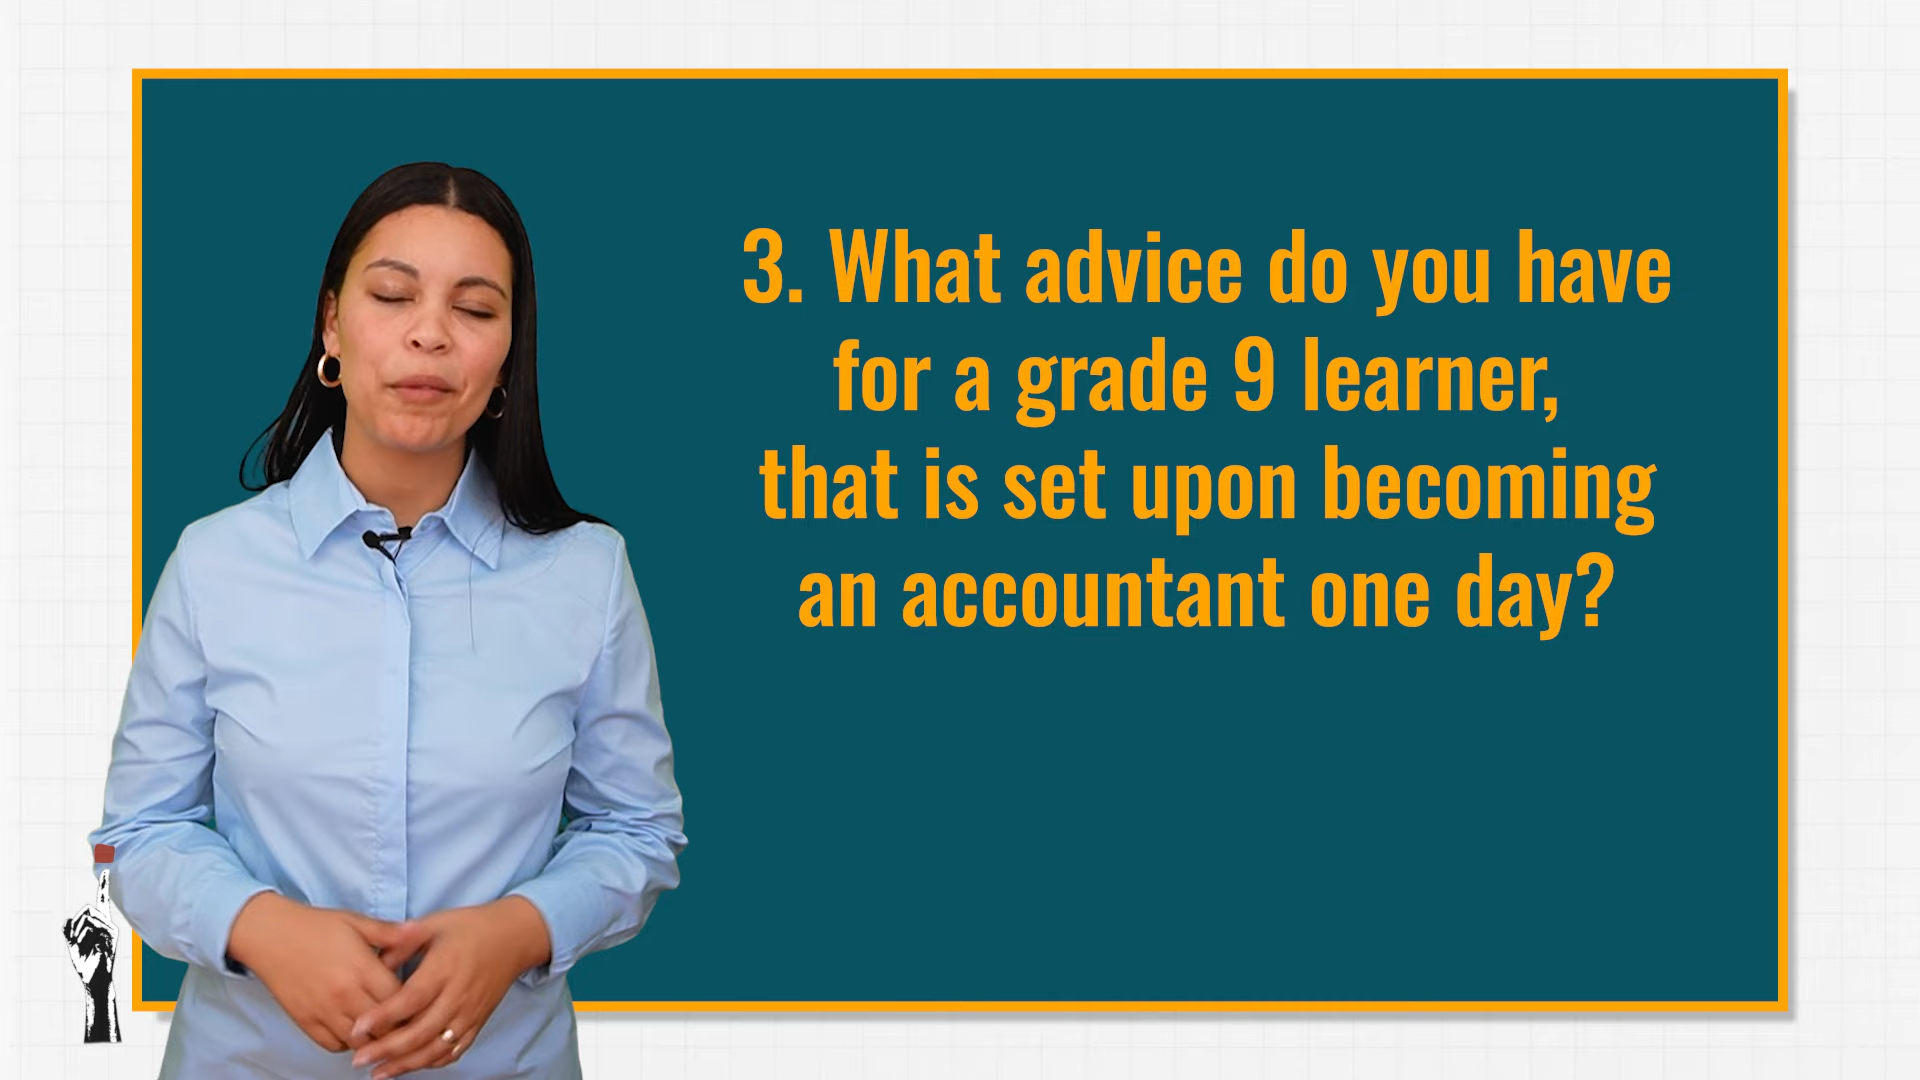 3. What advice do you have
for a grade 9 learner,
that is set upon becoming
an accountant one day?